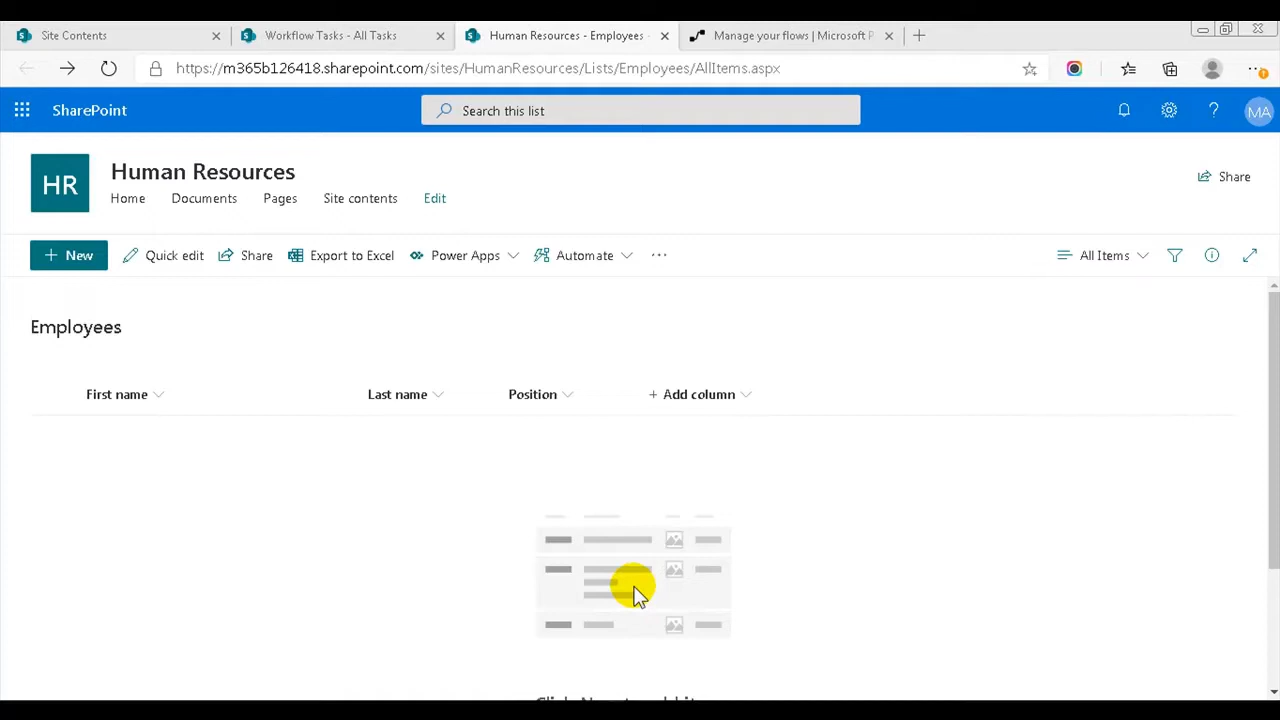 Site Contents
Workflow Tasks - All Tasks
Human Resources - Employees
Manage your flows | Microsoft P
https://m365b126418.sharepoint.com/sites/HumanResources/Lists/Employees/AllItems.aspx
SharePoint
Search this list
MA
HR
Human Resources
Home Documents Pages Site contents Edit
Share
New Quick edit Share Export to Excel Power Apps Automate All Items
Employees
First name Last name Position + Add column